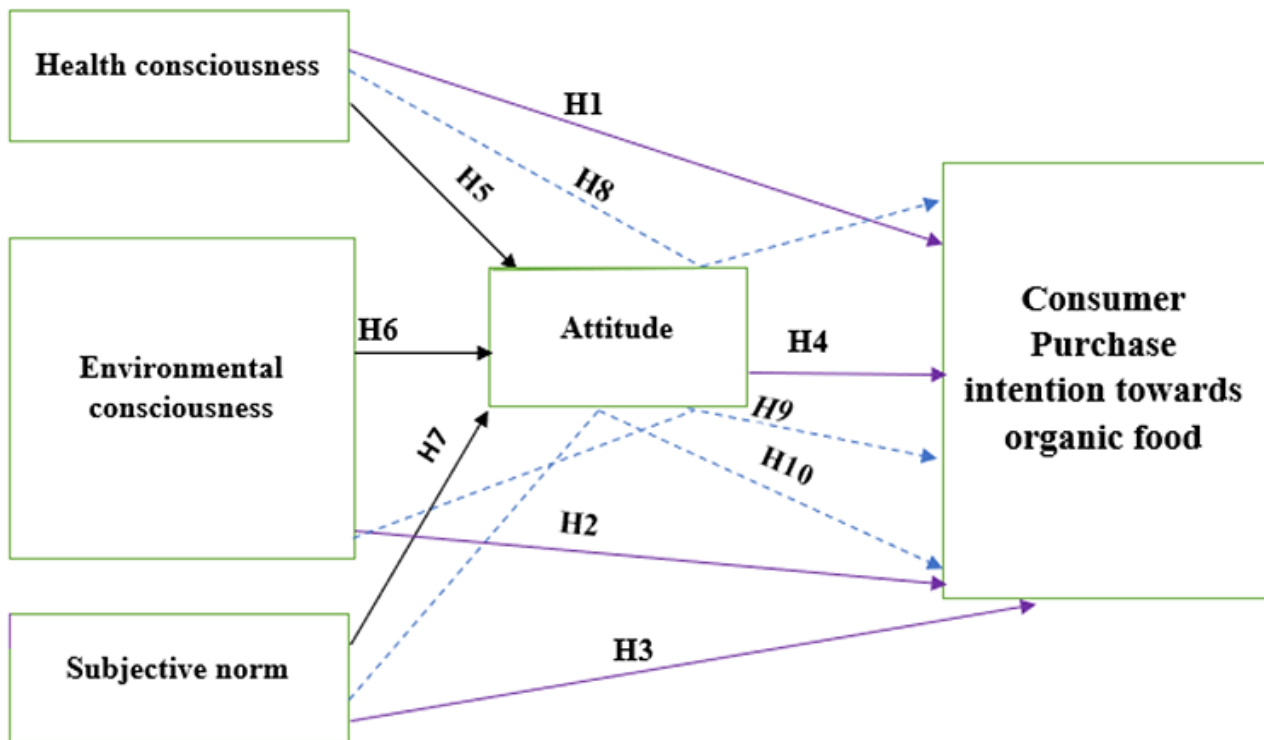 Health consciousness
H1
H5
H8
Environmental
consciousness
H6
Attitude
H4
Consumer
Purchase
intention towards
organic food
H7
H9
H10
H2
Subjective norm
H3